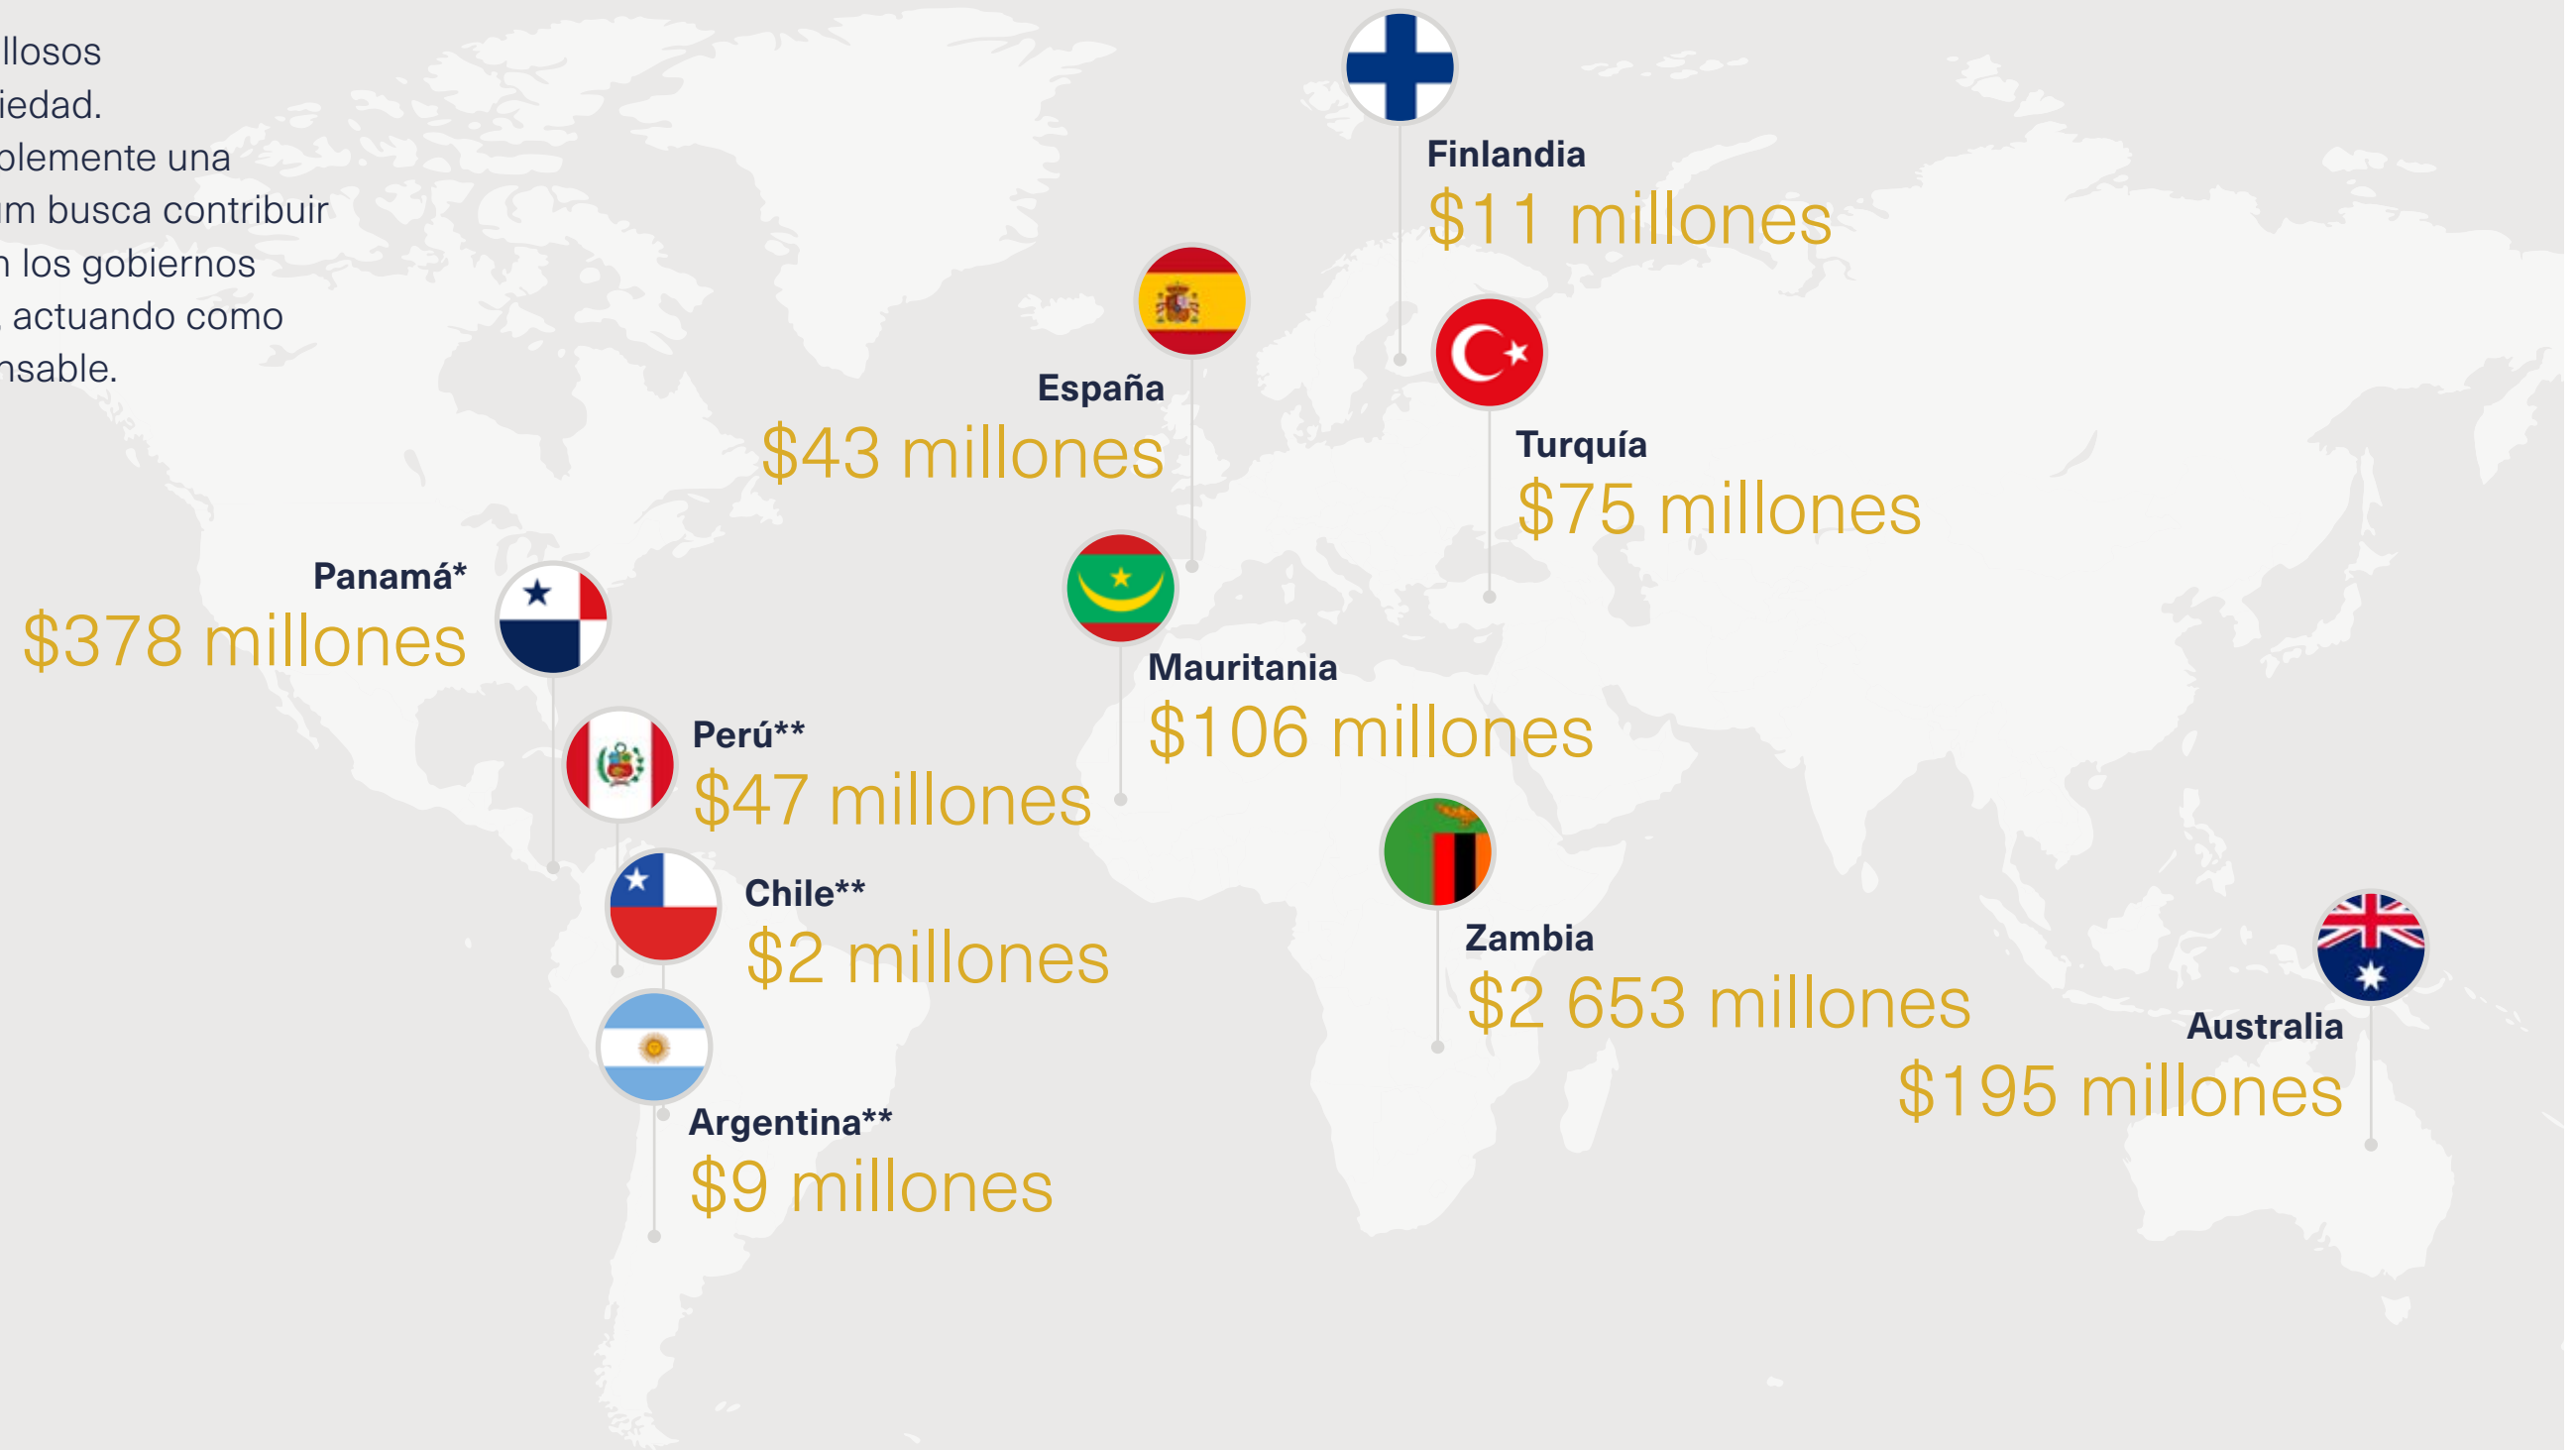 llosos
iedad.
olemente una
um busca contribuir
n los gobiernos
, actuando como
nsable.
Finlandia
$11 millones
España
$43 millones
Turquía
$75 millones
Panamá*
$378 millones
Mauritania
$106 millones
Perú**
$47 millones
Chile**
$2 millones
Zambia
$2 653 millones
Australia
$195 millones
Argentina**
$9 millones